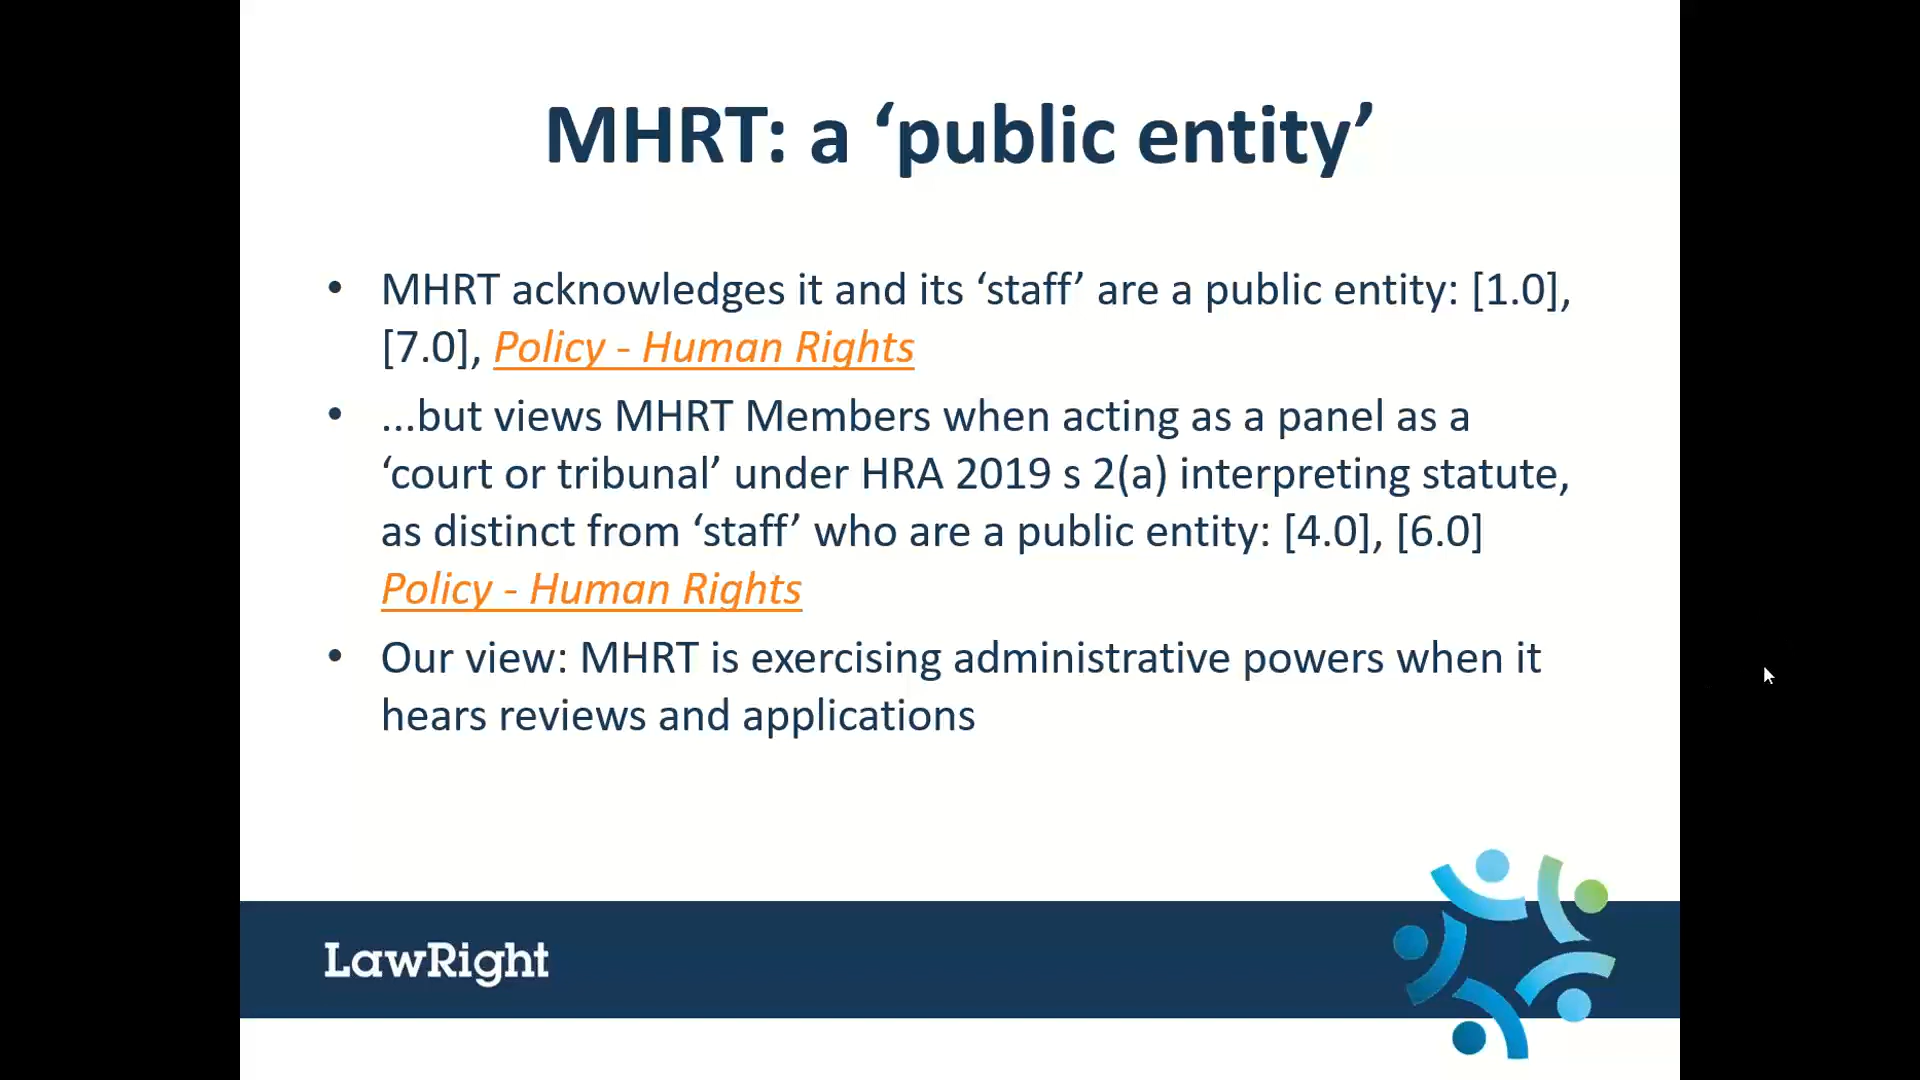 MHRT: a ‘public entity’
• MHRT acknowledges it and its ‘staff’ are a public entity: [1.0],
[7.0], Policy - Human Rights
• ...but views MHRT Members when acting as a panel as a
‘court or tribunal’ under HRA 2019 s 2(a) interpreting statute,
as distinct from ‘staff’ who are a public entity: [4.0], [6.0]
Policy - Human Rights
• Our view: MHRT is exercising administrative powers when it
hears reviews and applications
LawRight